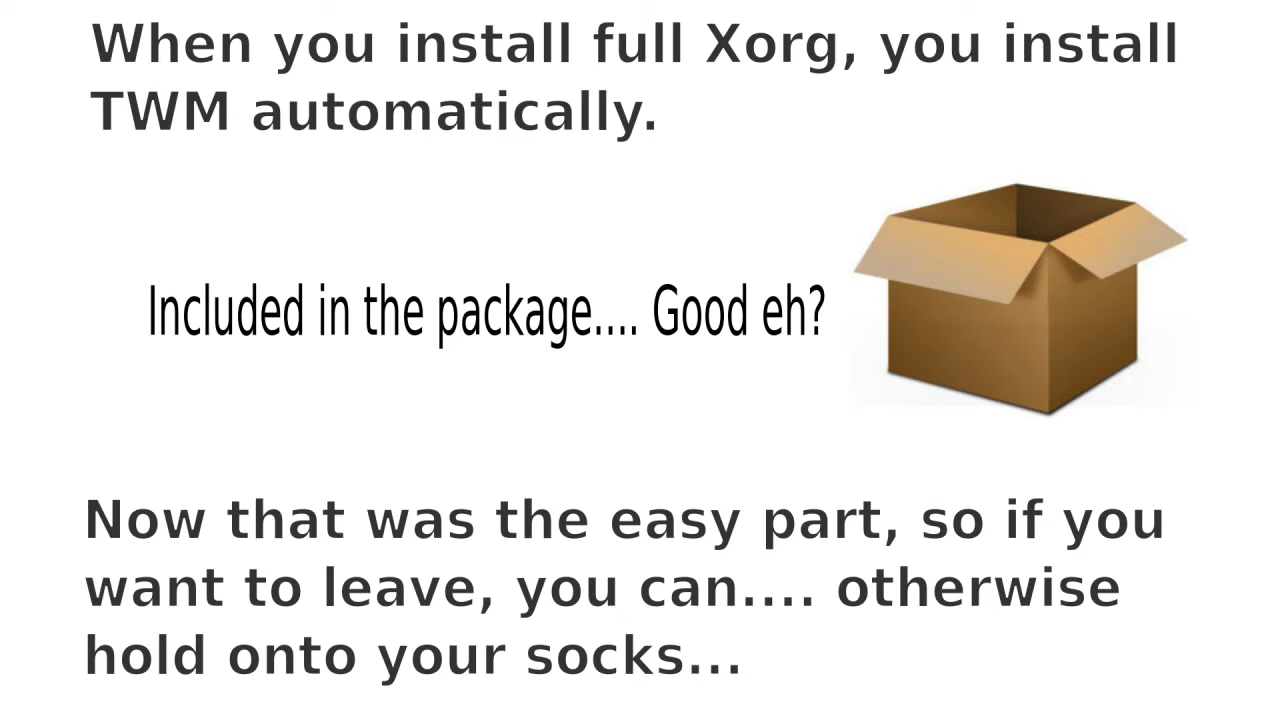 When you install full Xorg, you install
TWM automatically.
Included in the package.... Good eh?
Now that was the easy part, so if you
want to leave, you can.... otherwise
hold onto your socks...